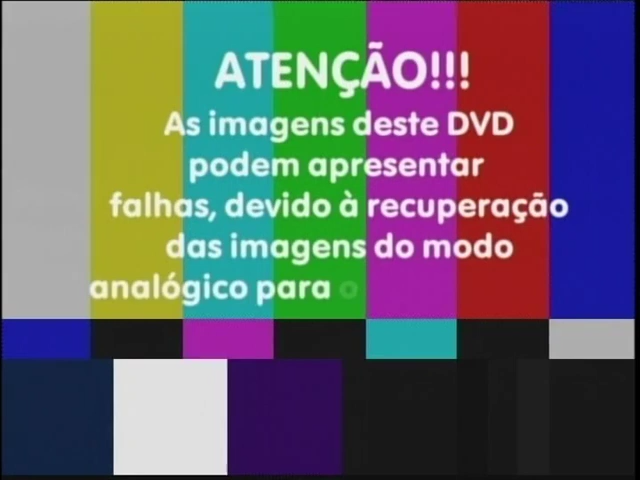 ATENÇÃO!!!
As imagens deste DVD
podem apresentar
falhas, devido à recuperação
das imagens do modo
analógico para o